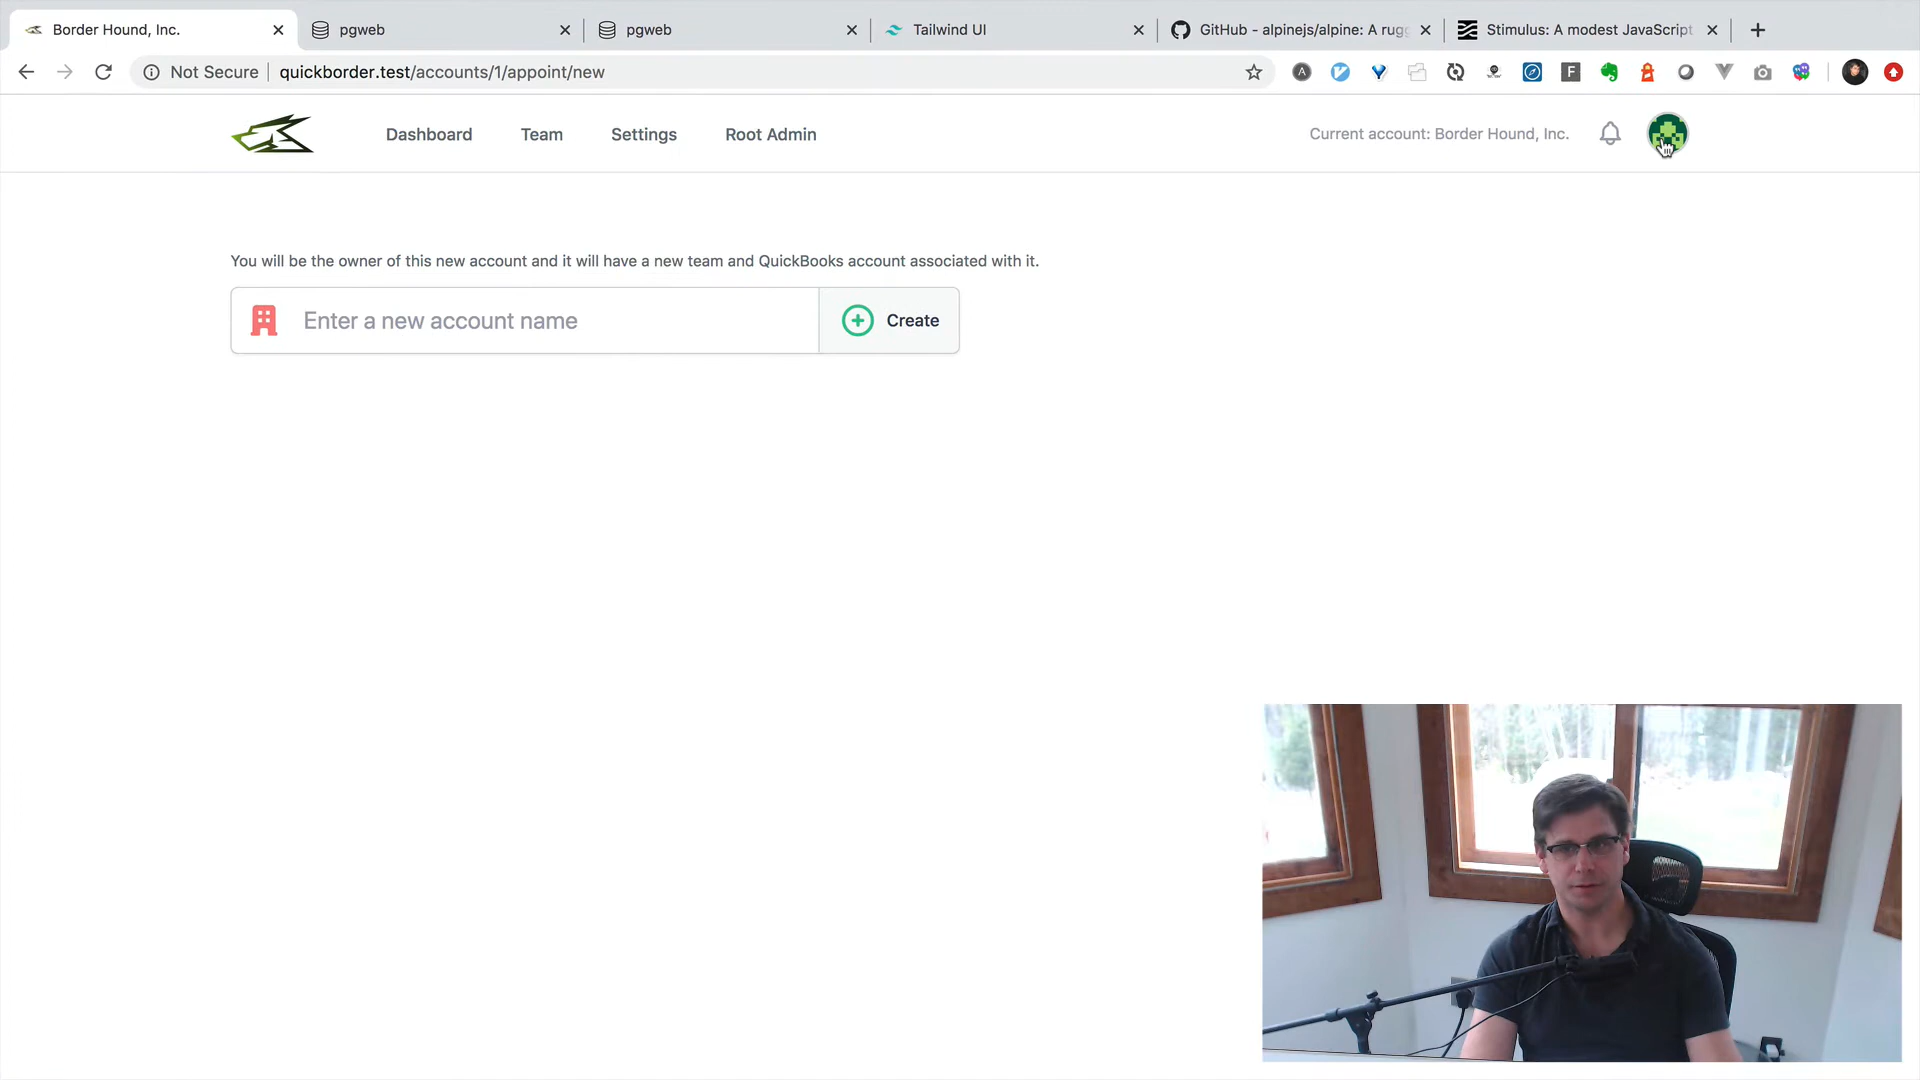 Border Hound, Inc.
pgweb
pgweb
Tailwind UI
GitHub - alpinejs/alpine: A rugg
Stimulus: A modest JavaScript
Not Secure
quickborder.test/accounts/1/appoint/new
Dashboard
Team
Settings
Root Admin
Current account: Border Hound, Inc.
You will be the owner of this new account and it will have a new team and QuickBooks account associated with it.
Enter a new account name
Create